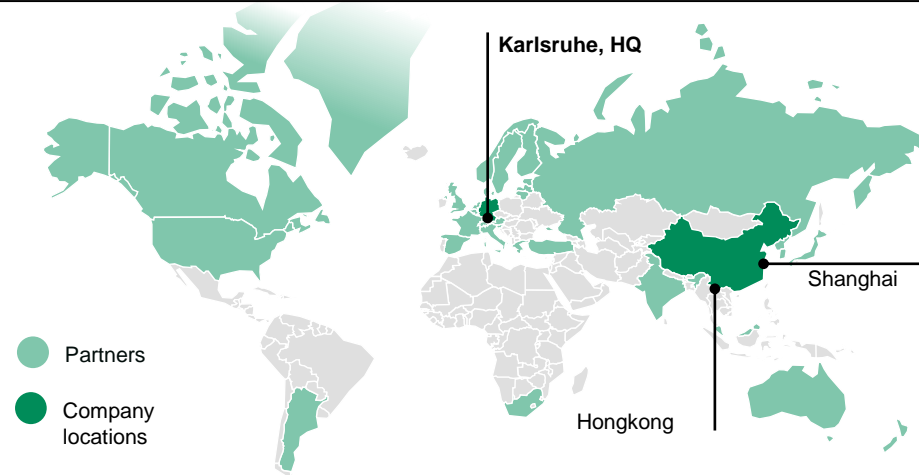 Karlsruhe, HQ
Shanghai
Partners
Hongkong
Company
locations